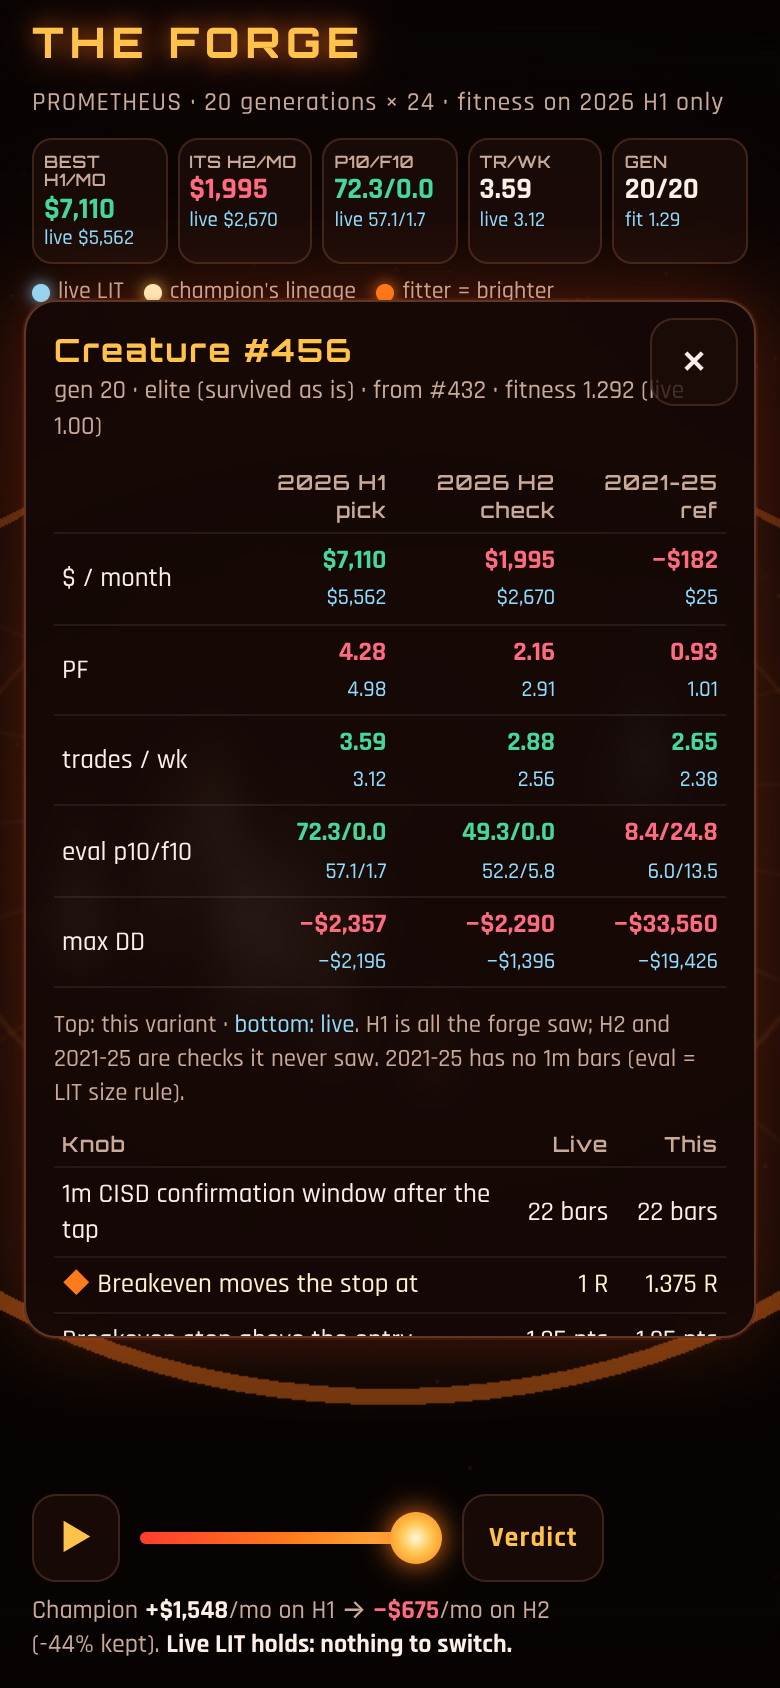 THE FORGE
PROMETHEUS · 20 generations × 24 · fitness on 2026 H1 only
BEST H1/MO
$7,110
live $5,562
ITS H2/MO
$1,995
live $2,670
P10/F10
72.3/0.0
live 57.1/1.7
TR/WK
3.59
live 3.12
GEN
20/20
fit 1.29
live LIT champion's lineage fitter = brighter
Creature #456
×
gen 20 · elite (survived as is) · from #432 · fitness 1.292 (live
1.00)
2026 H1 pick 2026 H2 check 2021-25 ref
$ / month $7,110 $1,995 −$182
$5,562 $2,670 $25
PF 4.28 2.16 0.93
4.98 2.91 1.01
trades / wk 3.59 2.88 2.65
3.12 2.56 2.38
eval p10/f10 72.3/0.0 49.3/0.0 8.4/24.8
57.1/1.7 52.2/5.8 6.0/13.5
max DD −$2,357 −$2,290 −$33,560
−$2,196 −$1,396 −$19,426
Top: this variant · bottom: live. H1 is all the forge saw; H2 and
2021-25 are checks it never saw. 2021-25 has no 1m bars (eval =
LIT size rule).
Knob Live This
1m CISD confirmation window after the
tap 22 bars 22 bars
Breakeven moves the stop at 1 R 1.375 R
Breakeven stop above the entry
Verdict
Champion +$1,548/mo on H1 → −$675/mo on H2
(-44% kept). Live LIT holds: nothing to switch.